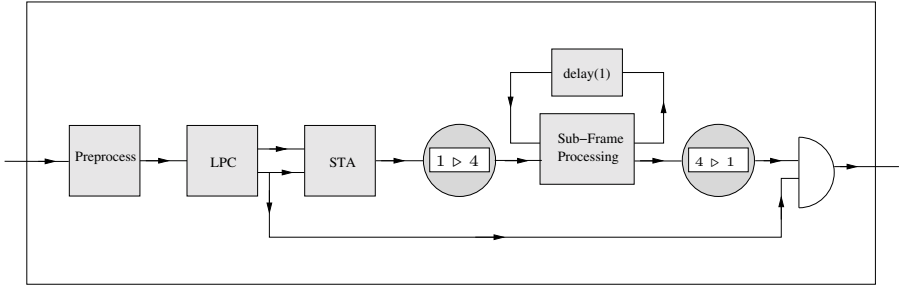 delay(1)
Preprocess
LPC
STA
1 ▷ 4
Sub−Frame
Processing
4 ▷ 1